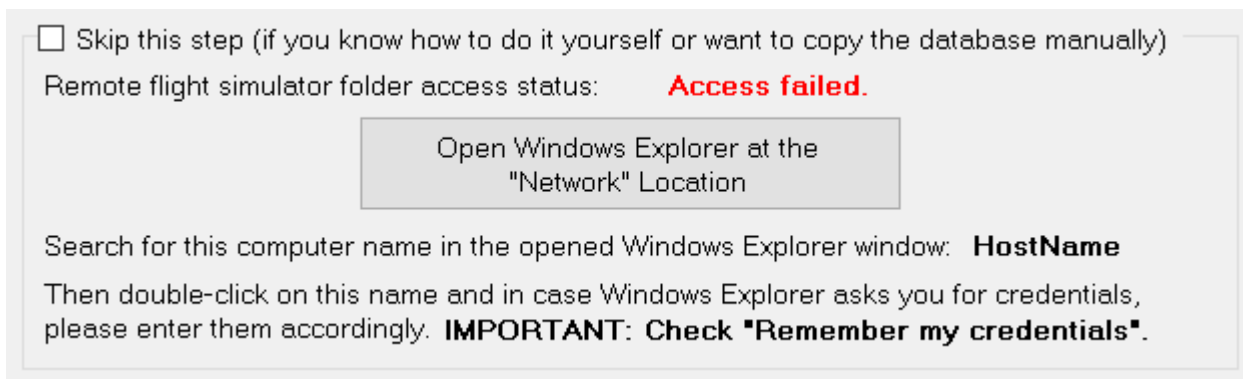 Skip this step (if you know how to do it yourself or want to copy the database manually)
Remote flight simulator folder access status: Access failed.
Open Windows Explorer at the
"Network" Location
Search for this computer name in the opened Windows Explorer window: HostName
Then double-click on this name and in case Windows Explorer asks you for credentials,
please enter them accordingly. IMPORTANT: Check "Remember my credentials".